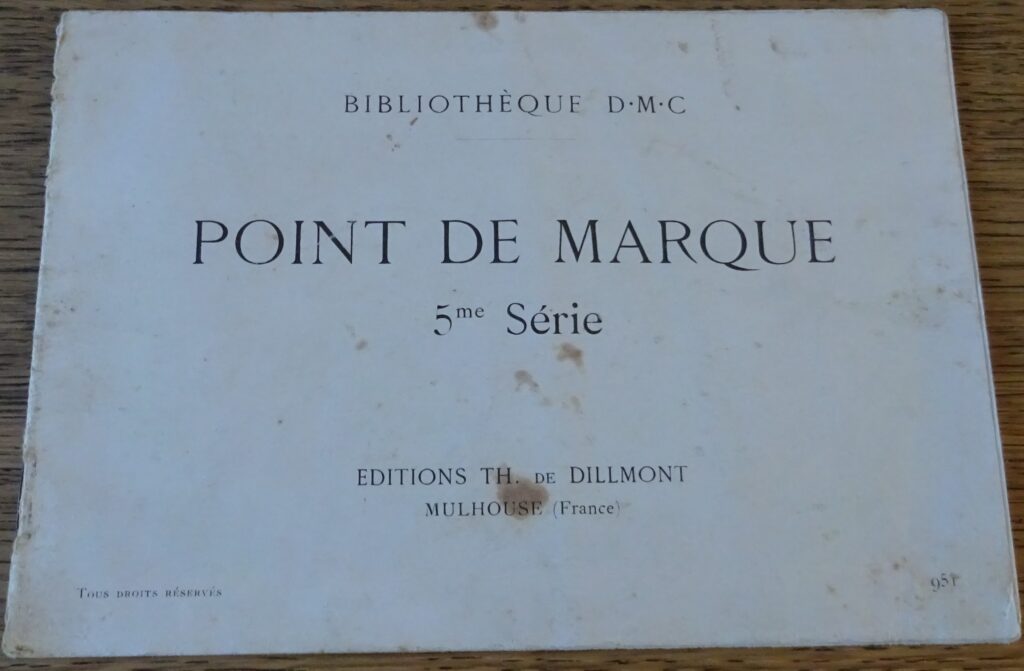 BIBLIOTHÈQUE D·M·C
POINT DE MARQUE
5me Série
EDITIONS TH. DE DILLMONT
MULHOUSE (France)
TOUS DROITS RÉSERVÉS
951